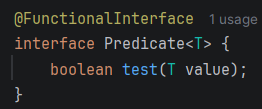 @FunctionalInterface 1 usage
interface Predicate<T> {
    boolean test(T value);
}